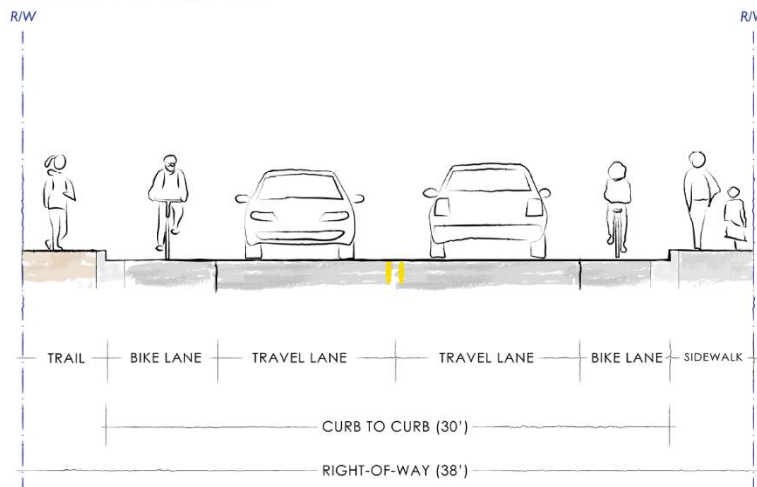 R/W R/W
TRAIL BIKE LANE TRAVEL LANE TRAVEL LANE BIKE LANE SIDEWALK
CURB TO CURB (30')
RIGHT-OF-WAY (38')